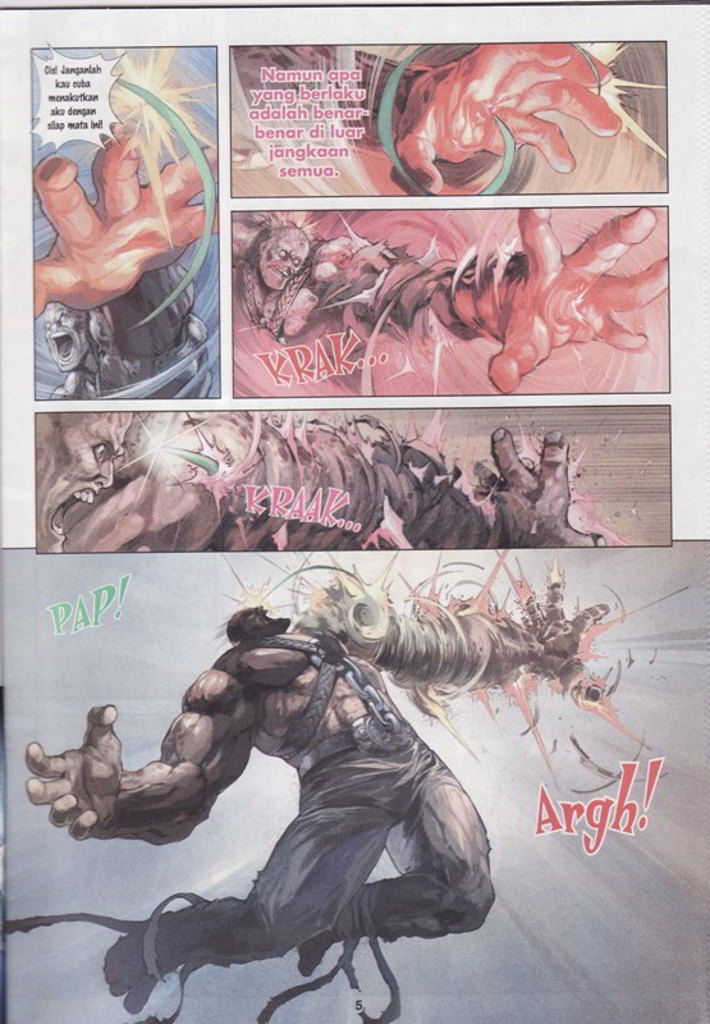 Cis! Janganlah
kau cuba
menakutkan
aku dengan
silap mata ini!
Namun apa
yang berlaku
adalah benar-
benar di luar
jangkaan
semua.
KRAK...
KRAAK...
PAP!
Argh!
5